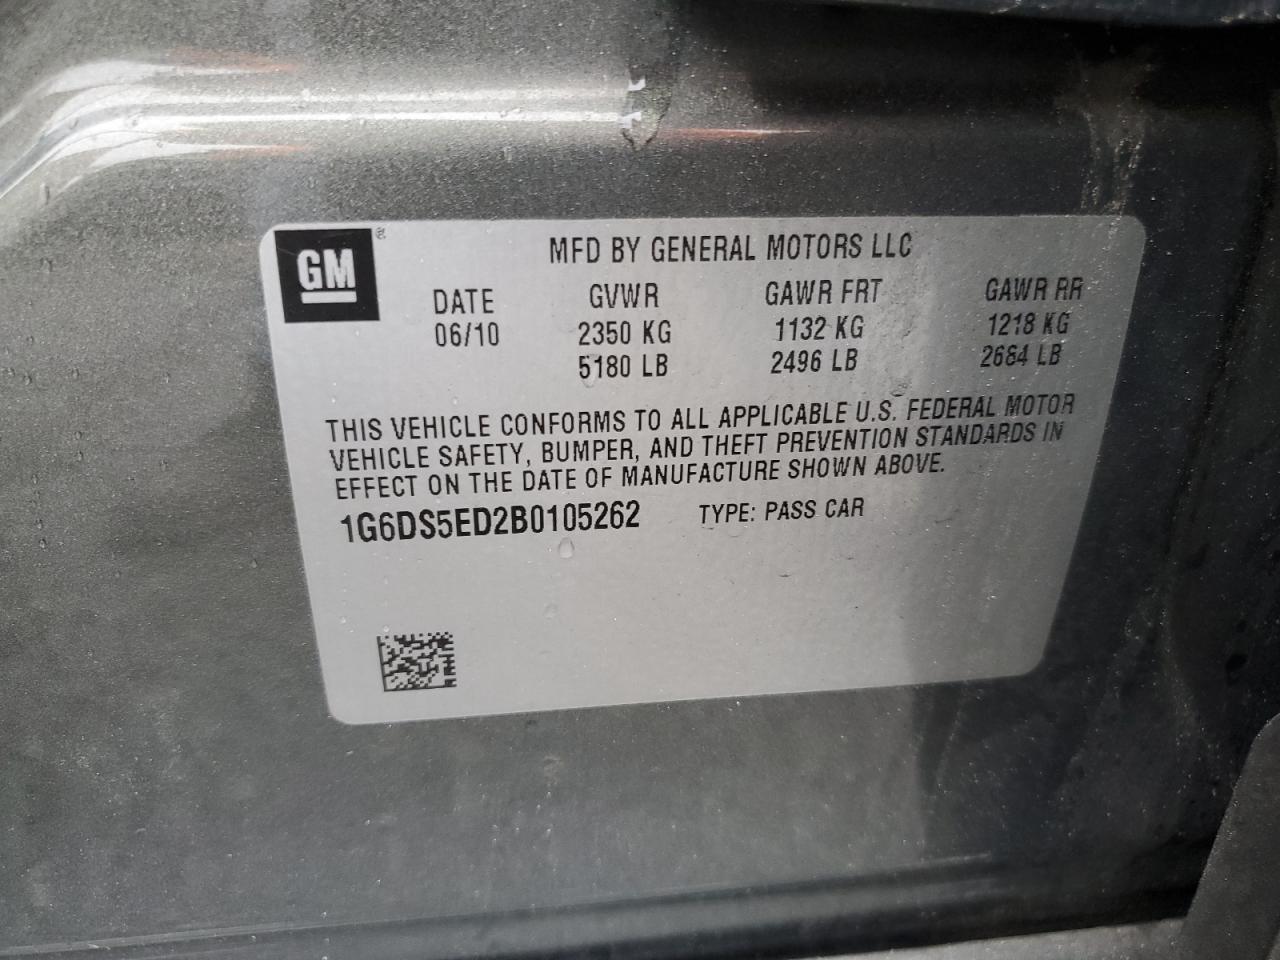 GM ®
MFD BY GENERAL MOTORS LLC
DATE GVWR GAWR FRT GAWR RR
06/10 2350 KG 1132 KG 1218 KG
5180 LB 2496 LB 2684 LB
THIS VEHICLE CONFORMS TO ALL APPLICABLE U.S. FEDERAL MOTOR
VEHICLE SAFETY, BUMPER, AND THEFT PREVENTION STANDARDS IN
EFFECT ON THE DATE OF MANUFACTURE SHOWN ABOVE.
1G6DS5ED2B0105262 TYPE: PASS CAR